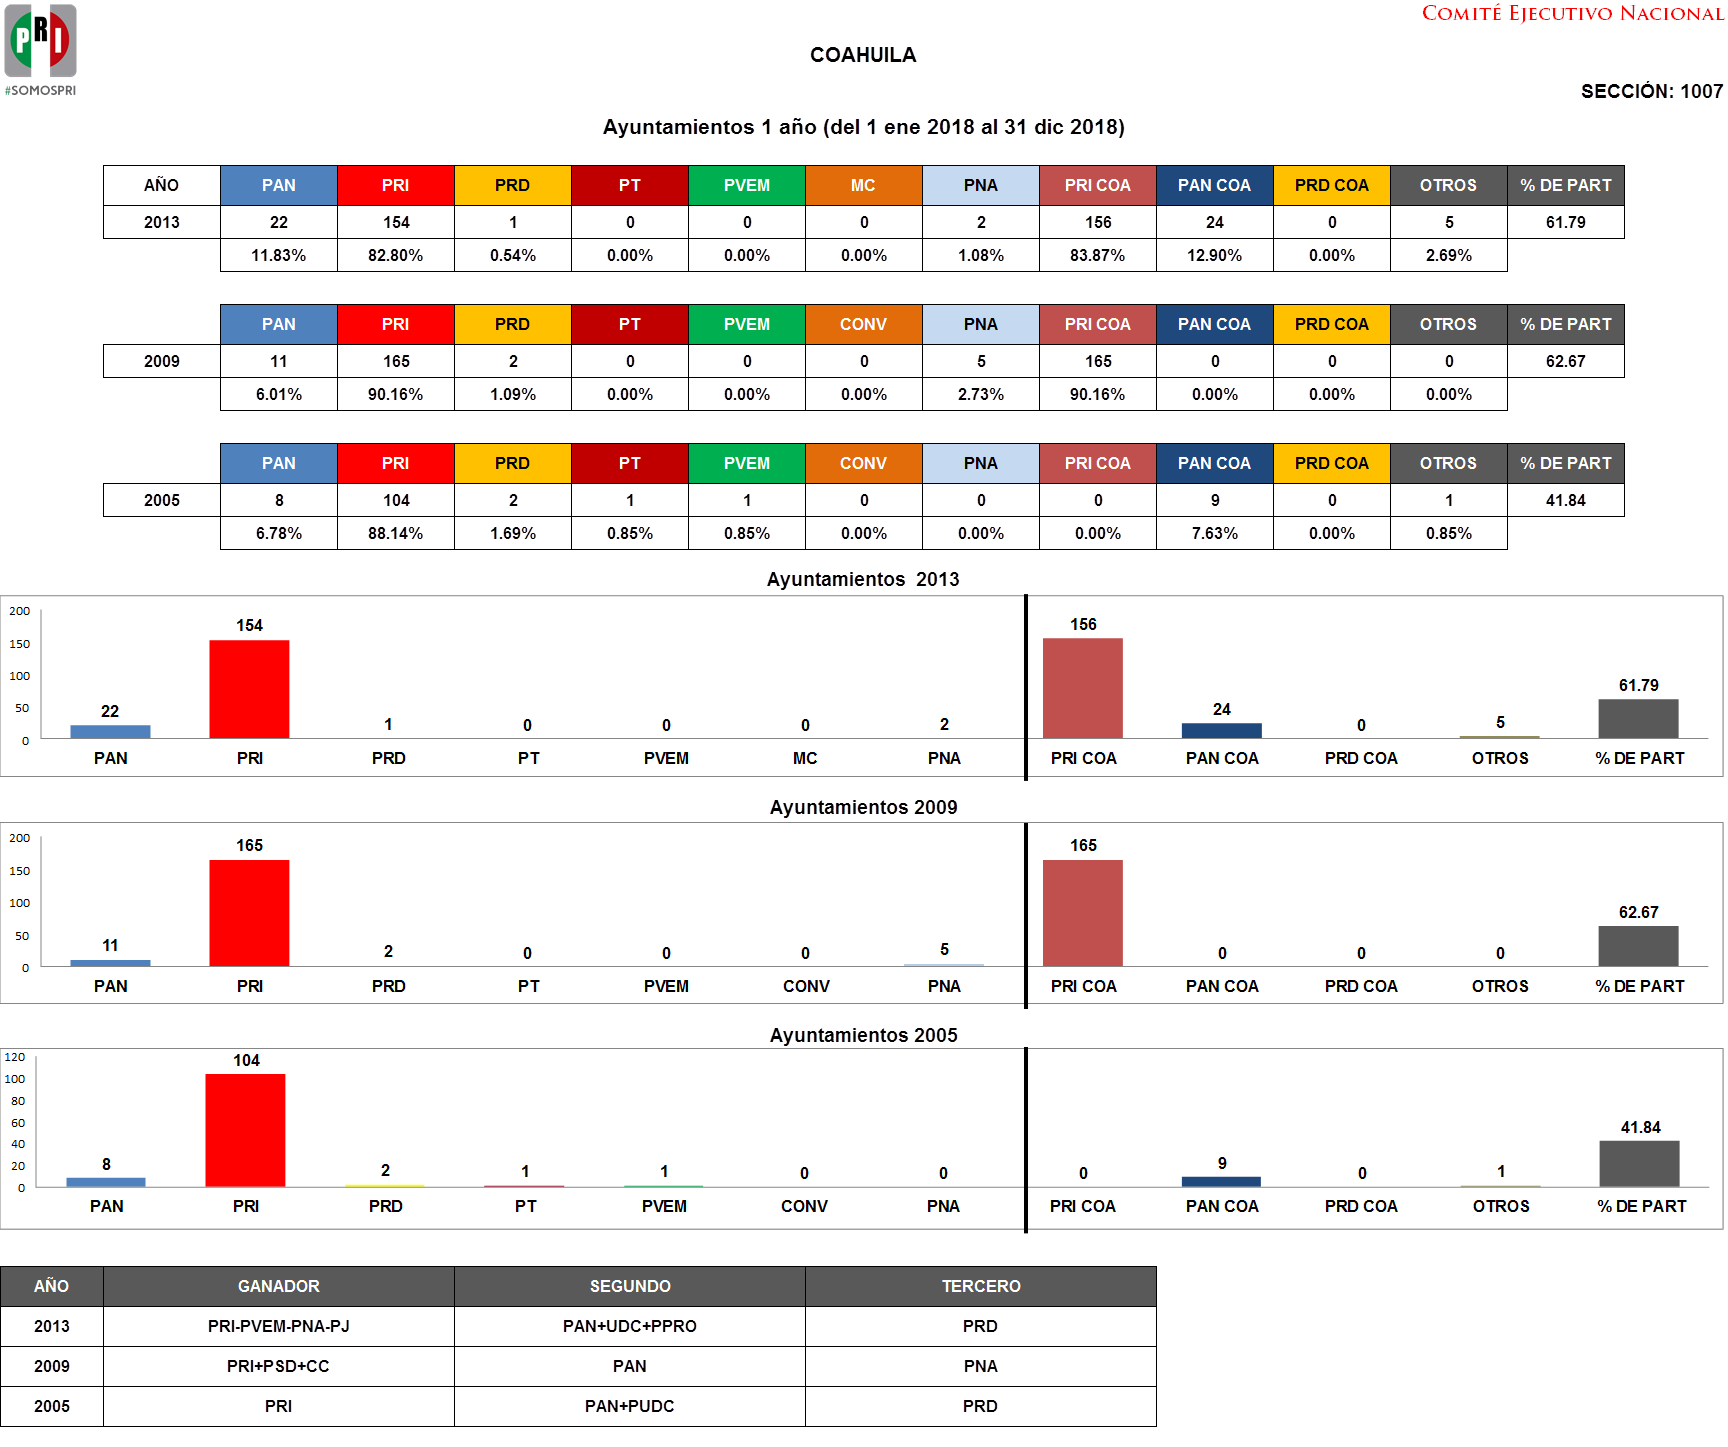 PRI
#SOMOSPRI
COMITÉ EJECUTIVO NACIONAL
COAHUILA
SECCIÓN: 1007
Ayuntamientos 1 año (del 1 ene 2018 al 31 dic 2018)
AÑO PAN PRI PRD PT PVEM MC PNA PRI COA PAN COA PRD COA OTROS % DE PART
2013 22 154 1 0 0 0 2 156 24 0 5 61.79
11.83% 82.80% 0.54% 0.00% 0.00% 0.00% 1.08% 83.87% 12.90% 0.00% 2.69%
PAN PRI PRD PT PVEM CONV PNA PRI COA PAN COA PRD COA OTROS % DE PART
2009 11 165 2 0 0 0 5 165 0 0 0 62.67
6.01% 90.16% 1.09% 0.00% 0.00% 0.00% 2.73% 90.16% 0.00% 0.00% 0.00%
PAN PRI PRD PT PVEM CONV PNA PRI COA PAN COA PRD COA OTROS % DE PART
2005 8 104 2 1 1 0 0 0 9 0 1 41.84
6.78% 88.14% 1.69% 0.85% 0.85% 0.00% 0.00% 0.00% 7.63% 0.00% 0.85%
Ayuntamientos 2013
200
150
100
50
0
22 154 1 0 0 0 2 156 24 0 5 61.79
PAN PRI PRD PT PVEM MC PNA PRI COA PAN COA PRD COA OTROS % DE PART
Ayuntamientos 2009
200
150
100
50
0
11 165 2 0 0 0 5 165 0 0 0 62.67
PAN PRI PRD PT PVEM CONV PNA PRI COA PAN COA PRD COA OTROS % DE PART
Ayuntamientos 2005
120
100
80
60
40
20
0
8 104 2 1 1 0 0 0 9 0 1 41.84
PAN PRI PRD PT PVEM CONV PNA PRI COA PAN COA PRD COA OTROS % DE PART
AÑO GANADOR SEGUNDO TERCERO
2013 PRI-PVEM-PNA-PJ PAN+UDC+PPRO PRD
2009 PRI+PSD+CC PAN PNA
2005 PRI PAN+PUDC PRD